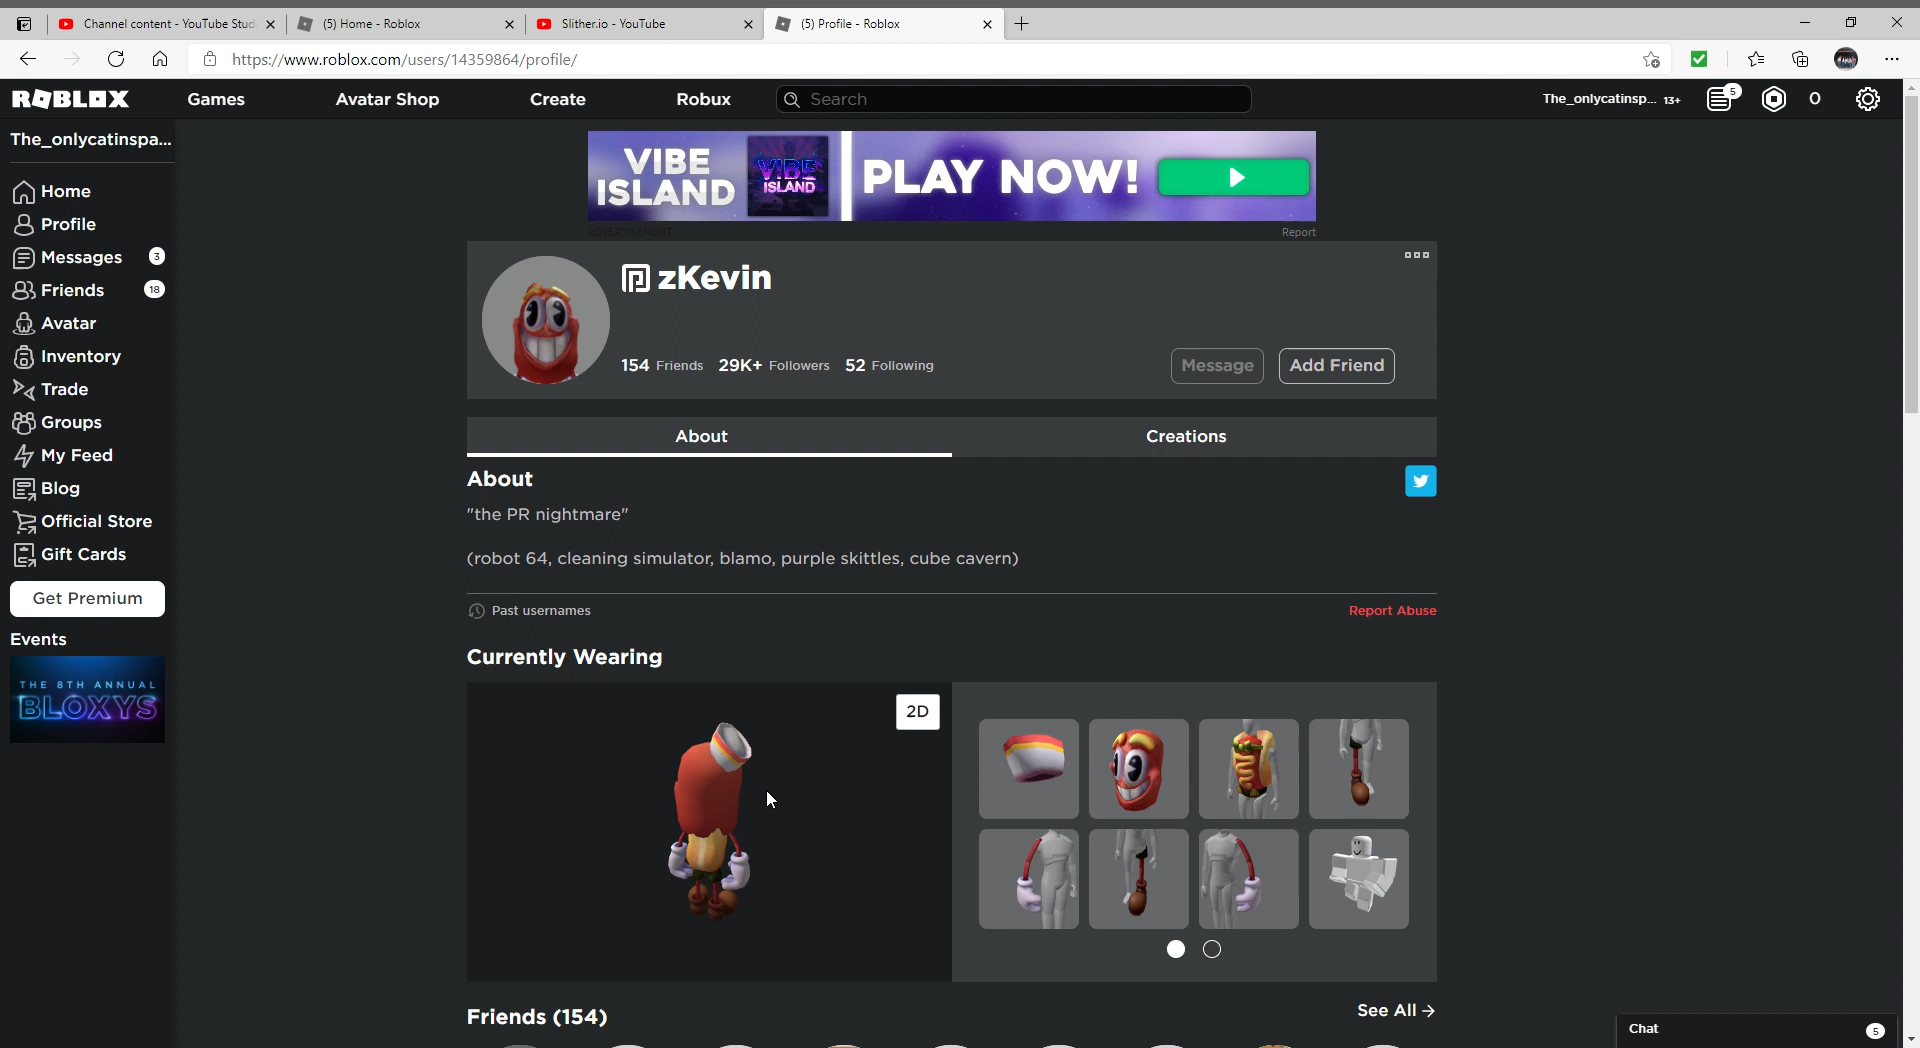 Channel content - YouTube Stud
(5) Home - Roblox
Slither.io - YouTube
(5) Profile - Roblox
https://www.roblox.com/users/14359864/profile/
ROBLOX
Games
Avatar Shop
Create
Robux
Search
The_onlycatinsp... 13+
5
0
The_onlycatinspa...
Home
Profile
Messages 3
Friends 18
Avatar
Inventory
Trade
Groups
My Feed
Blog
Official Store
Gift Cards
Get Premium
Events
THE 8TH ANNUAL
BLOXYS
VIBE
ISLAND
VIBE
ISLAND
PLAY NOW!
ADVERTISEMENT
Report
zKevin
154 Friends 29K+ Followers 52 Following
Message
Add Friend
About
Creations
About
"the PR nightmare"
(robot 64, cleaning simulator, blamo, purple skittles, cube cavern)
Past usernames
Report Abuse
Currently Wearing
2D
Friends (154)
See All
Chat 5